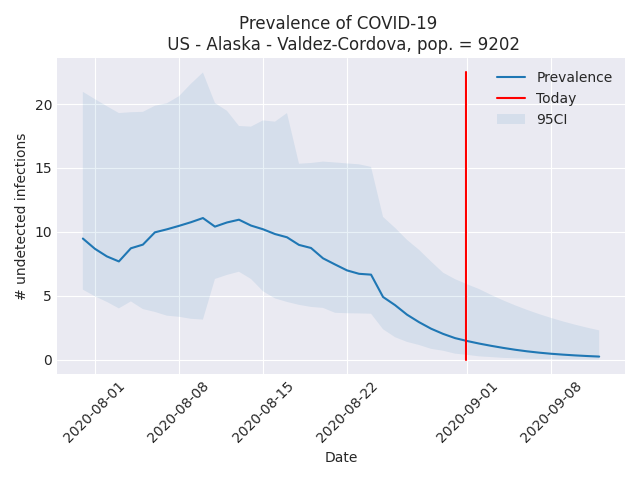 Prevalence of COVID-19
US - Alaska - Valdez-Cordova, pop. = 9202
Prevalence
Today
95CI
# undetected infections
20
15
10
5
0
2020-08-01
2020-08-08
2020-08-15
2020-08-22
2020-09-01
2020-09-08
Date